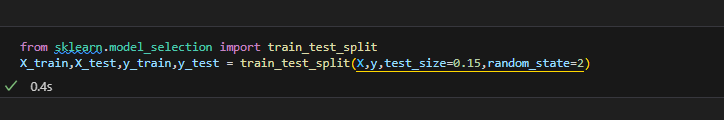 from sklearn.model_selection import train_test_split
X_train,X_test,y_train,y_test = train_test_split(X,y,test_size=0.15,random_state=2)
0.4s